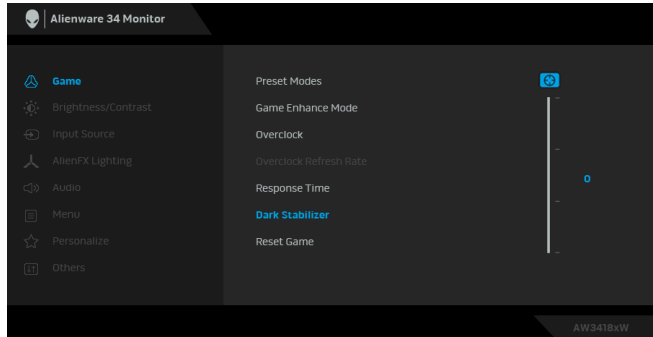 Alienware 34 Monitor
Game
Brightness/Contrast
Input Source
AlienFX Lighting
Audio
Menu
Personalize
Others
Preset Modes
Game Enhance Mode
Overclock
Overclock Refresh Rate
Response Time
Dark Stabilizer
Reset Game
0
AW3418xW